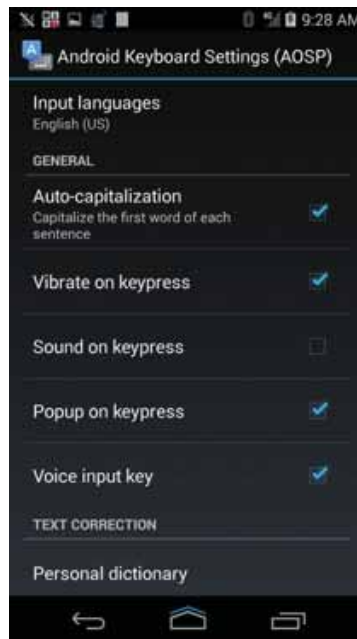 9:28 AM
Android Keyboard Settings (AOSP)
Input languages
English (US)
GENERAL
Auto-capitalization
Capitalize the first word of each
sentence
Vibrate on keypress
Sound on keypress
Popup on keypress
Voice input key
TEXT CORRECTION
Personal dictionary